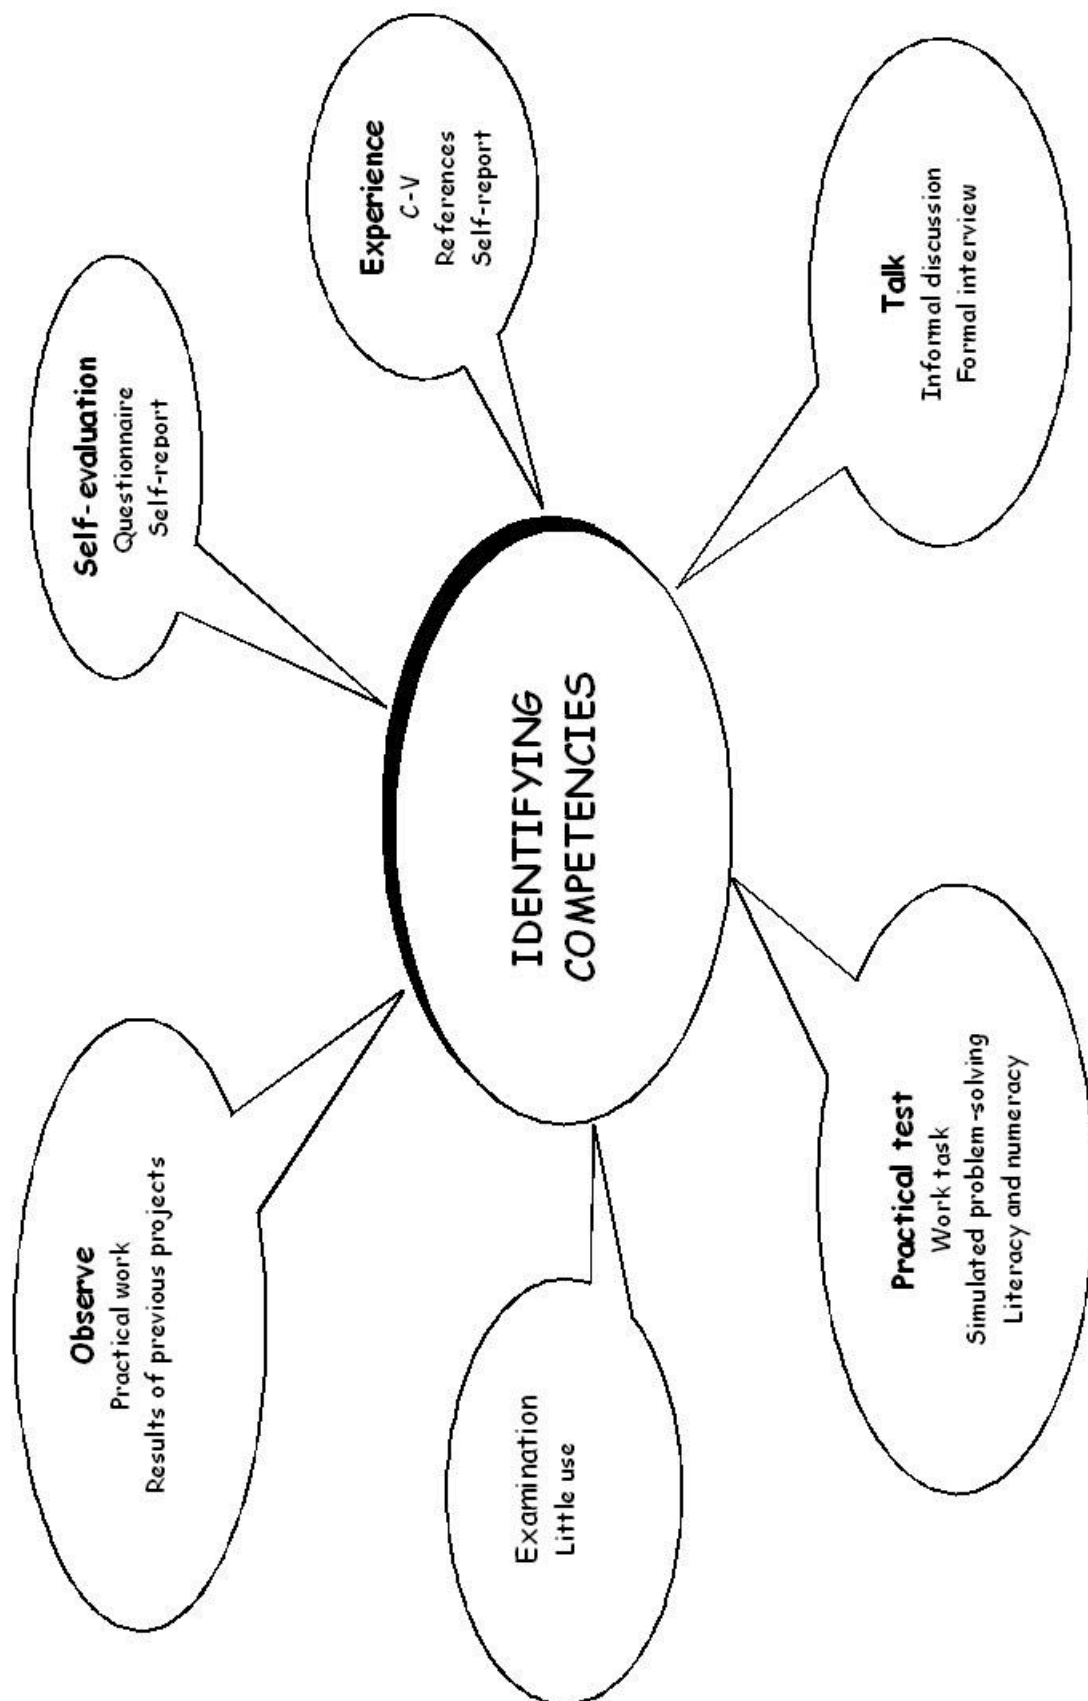 Observe
Practical work
Results of previous projects
Self-evaluation
Questionnaire
Self-report
Experience
C-V
References
Self-report
Talk
Informal discussion
Formal interview
Practical test
Work task
Simulated problem-solving
Literacy and numeracy
Examination
Little use
IDENTIFYING
COMPETENCIES